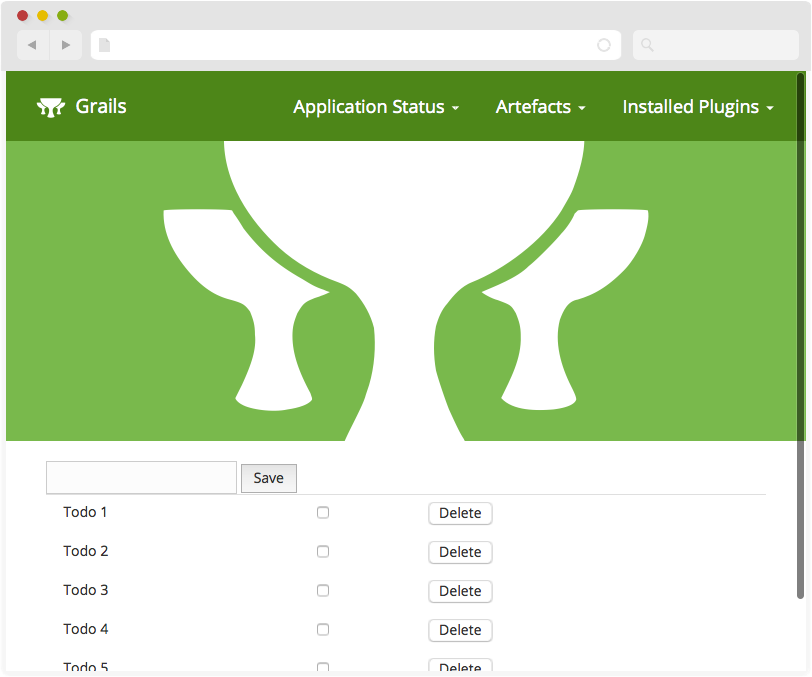 Grails Application Status Artefacts Installed Plugins
Save
Todo 1 Delete
Todo 2 Delete
Todo 3 Delete
Todo 4 Delete
Todo 5 Delete